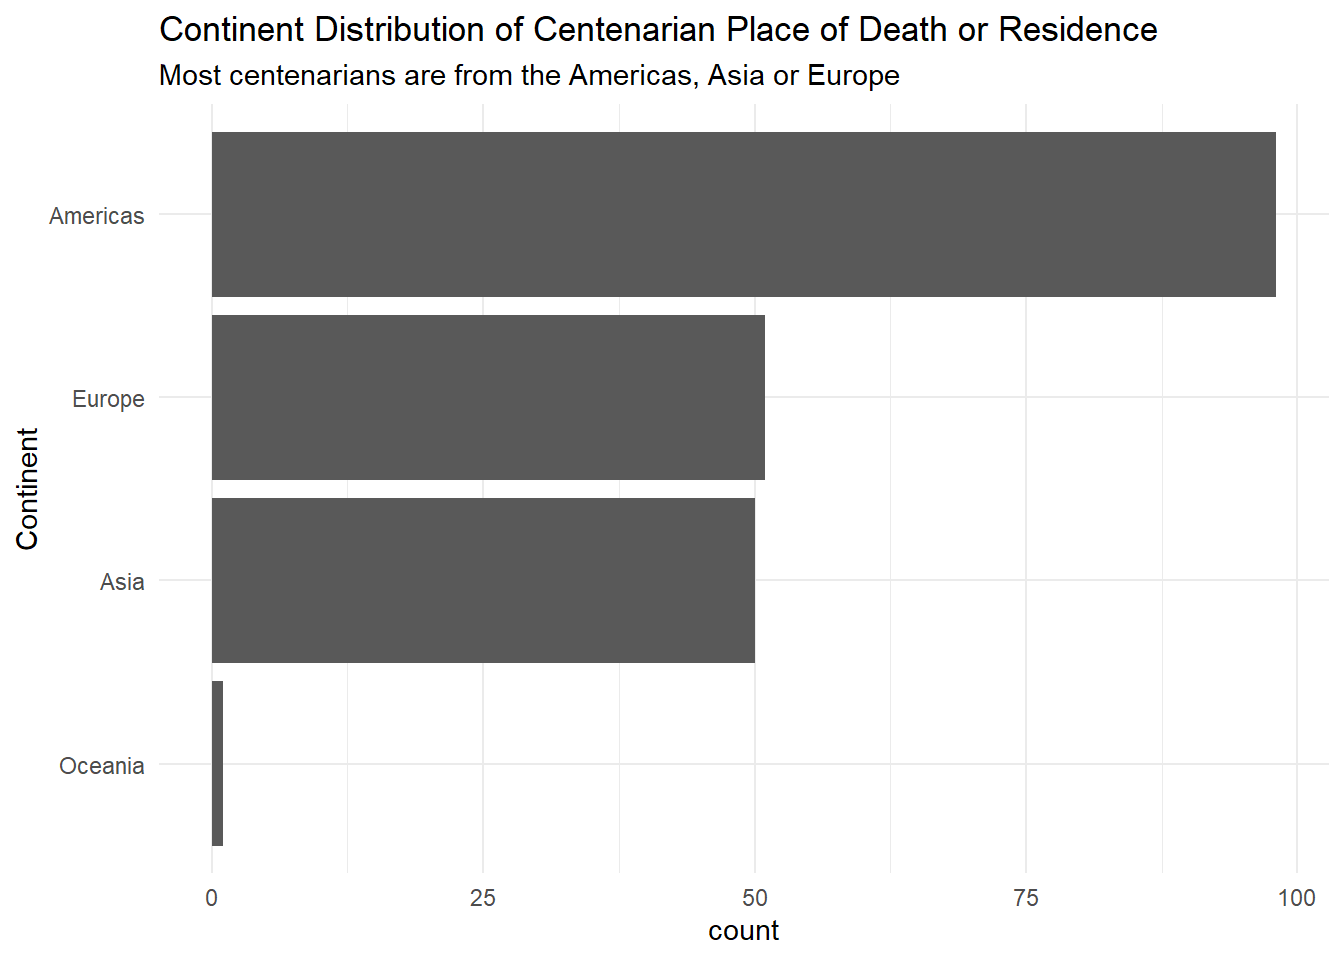 Continent Distribution of Centenarian Place of Death or Residence
Most centenarians are from the Americas, Asia or Europe
Continent
Americas
Europe
Asia
Oceania
0 25 50 75 100
count